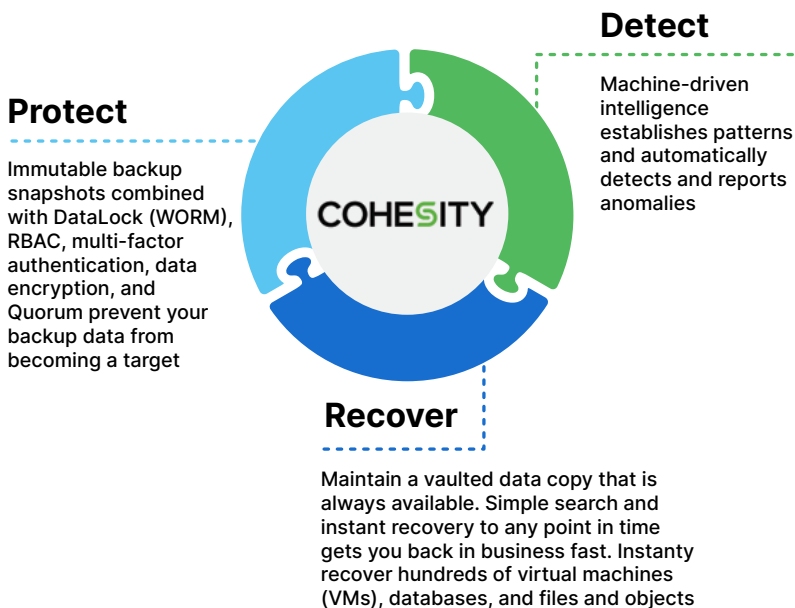 Detect
Machine-driven
intelligence
establishes patterns
and automatically
detects and reports
anomalies
Protect
Immutable backup
snapshots combined
with DataLock (WORM),
RBAC, multi-factor
authentication, data
encryption, and
Quorum prevent your
backup data from
becoming a target
COHESITY
Recover
Maintain a vaulted data copy that is
always available. Simple search and
instant recovery to any point in time
gets you back in business fast. Instanty
recover hundreds of virtual machines
(VMs), databases, and files and objects